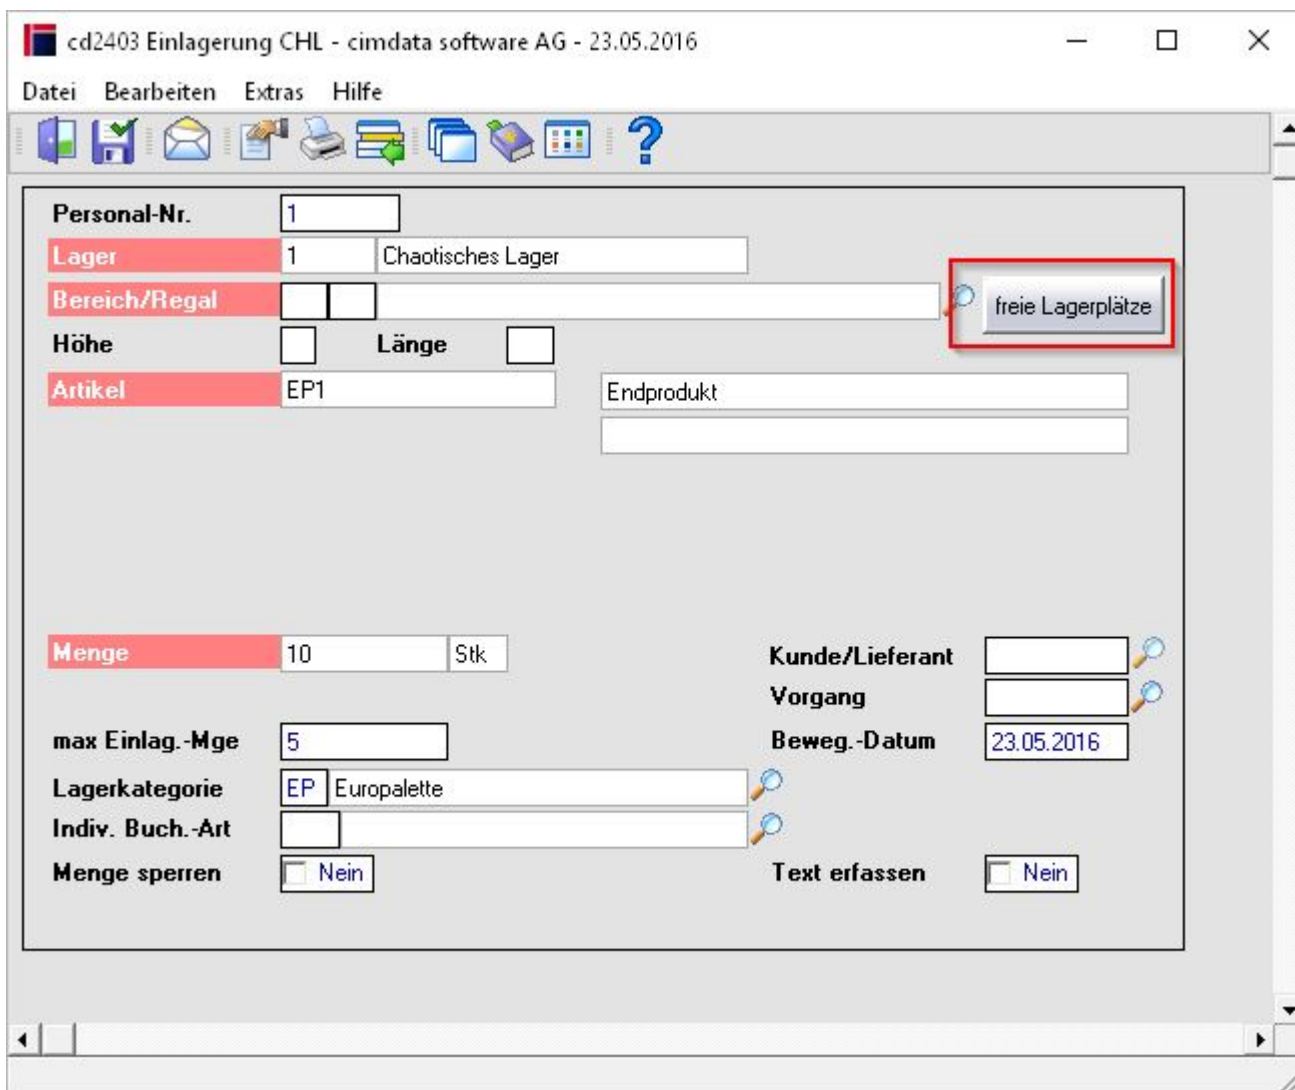 cd2403 Einlagerung CHL - cimdata software AG - 23.05.2016
Datei Bearbeiten Extras Hilfe
Personal-Nr. 1
Lager 1 Chaotisches Lager
Bereich/Regal freie Lagerplätze
Höhe Länge
Artikel EP1 Endprodukt
Menge 10 Stk Kunde/Lieferant
Vorgang
max Einlag.-Mge 5 Beweg.-Datum 23.05.2016
Lagerkategorie EP Europalette
Indiv. Buch.-Art
Menge sperren Nein Text erfassen Nein